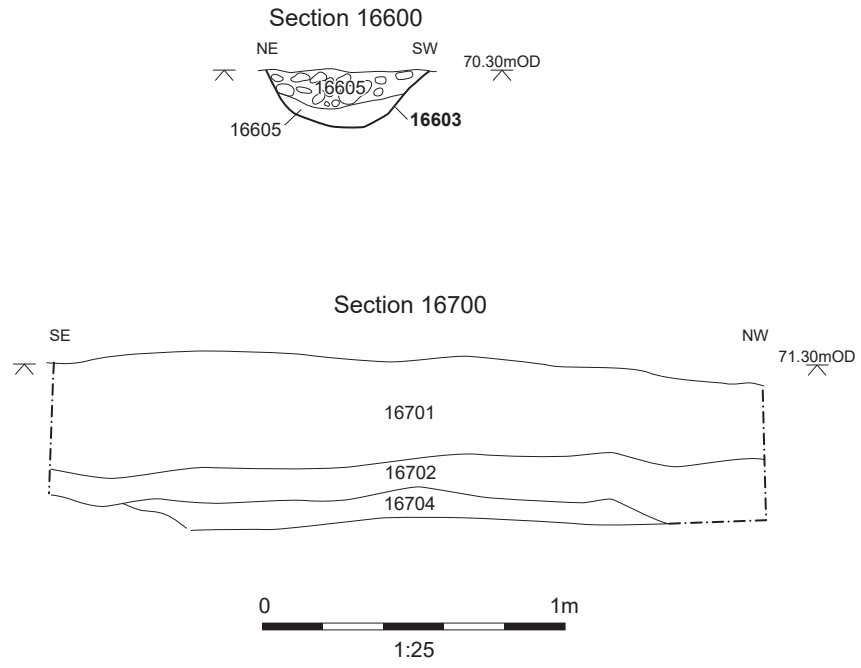 Section 16600
NE SW
70.30mOD
16605
16605
16603
Section 16700
SE NW
71.30mOD
16701
16702
16704
0 1m
1:25